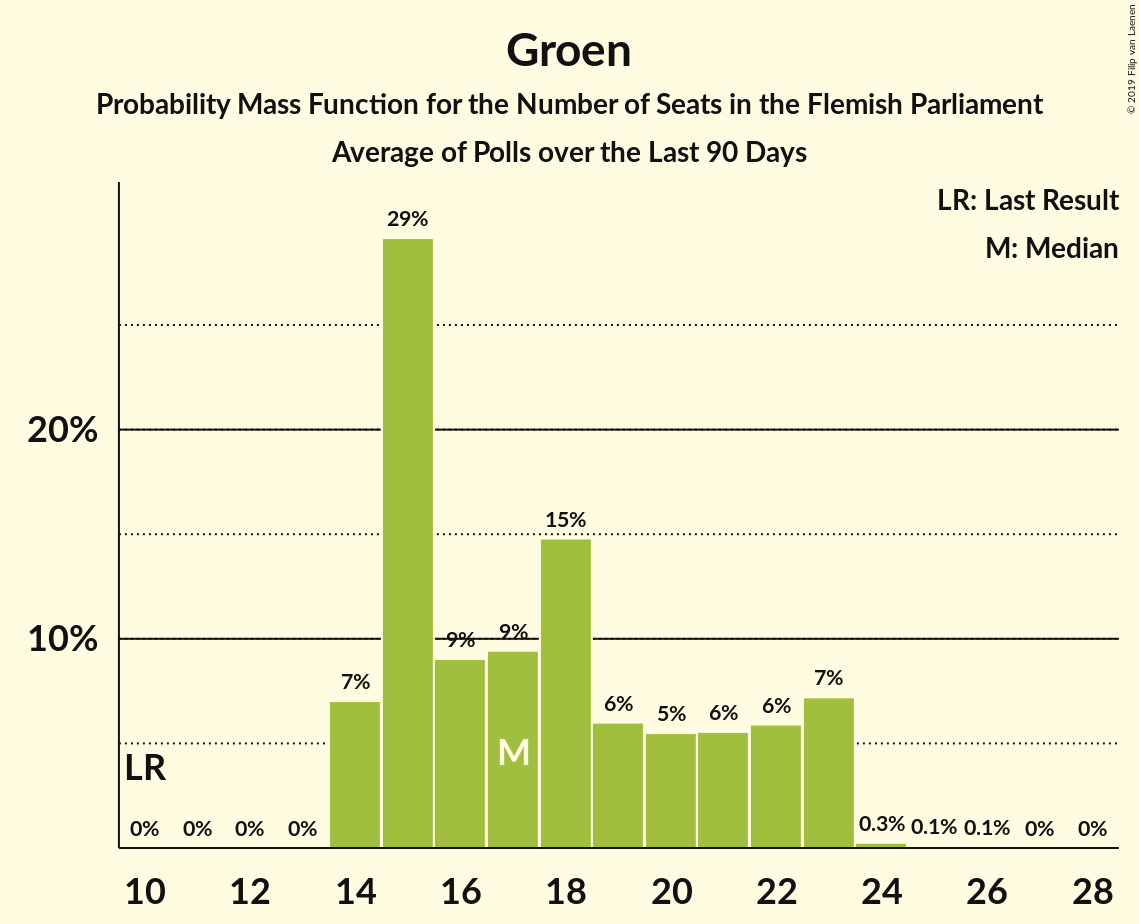 Groen
Probability Mass Function for the Number of Seats in the Flemish Parliament
Average of Polls over the Last 90 Days
© 2019 Filip van Laenen
LR: Last Result
M: Median
29%
20%
15%
10%
9%
9%
7%
6%
5%
6%
6%
7%
M
LR
0%
0%
0%
0%
0.3%
0.1%
0.1%
0%
0%
10 12 14 16 18 20 22 24 26 28